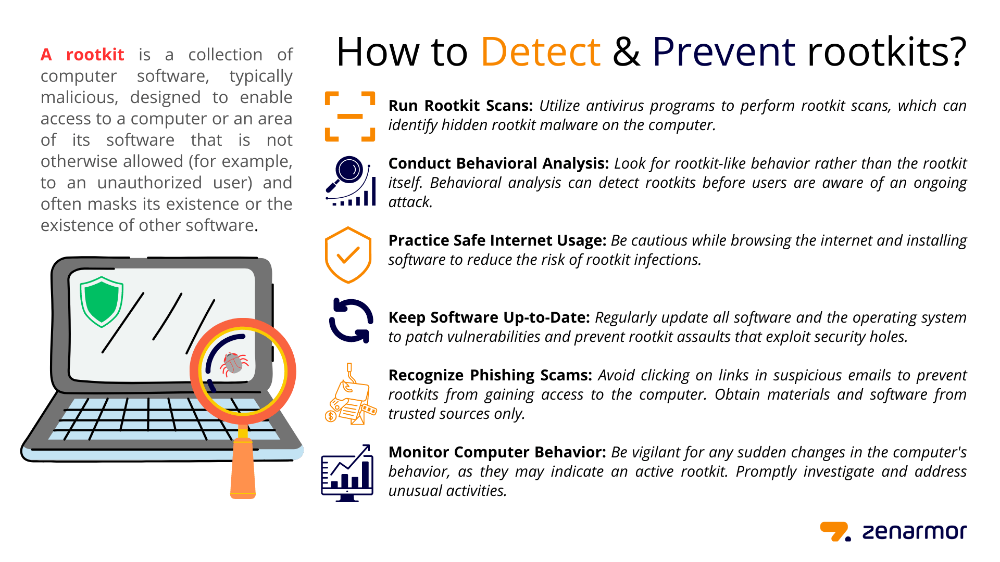 A rootkit is a collection of
computer software, typically
malicious, designed to enable
access to a computer or an area
of its software that is not
otherwise allowed (for example,
to an unauthorized user) and
often masks its existence or the
existence of other software.
How to Detect & Prevent rootkits?
Run Rootkit Scans: Utilize antivirus programs to perform rootkit scans, which can
identify hidden rootkit malware on the computer.
Conduct Behavioral Analysis: Look for rootkit-like behavior rather than the rootkit
itself. Behavioral analysis can detect rootkits before users are aware of an ongoing
attack.
Practice Safe Internet Usage: Be cautious while browsing the internet and installing
software to reduce the risk of rootkit infections.
Keep Software Up-to-Date: Regularly update all software and the operating system
to patch vulnerabilities and prevent rootkit assaults that exploit security holes.
Recognize Phishing Scams: Avoid clicking on links in suspicious emails to prevent
rootkits from gaining access to the computer. Obtain materials and software from
trusted sources only.
Monitor Computer Behavior: Be vigilant for any sudden changes in the computer's
behavior, as they may indicate an active rootkit. Promptly investigate and address
unusual activities.
zenarmor